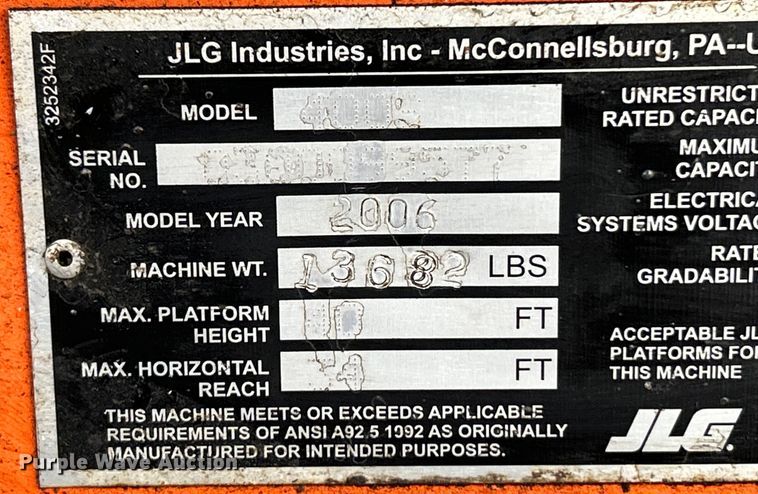 3252342F
JLG Industries, Inc - McConnellsburg, PA--U
MODEL
UNRESTRICT
RATED CAPAC
SERIAL
NO.
MAXIMU
CAPACIT
MODEL YEAR 2006
ELECTRICA
SYSTEMS VOLTAG
MACHINE WT. 13682 LBS
RATE
GRADABILIT
MAX. PLATFORM
HEIGHT FT
MAX. HORIZONTAL
REACH FT
ACCEPTABLE JL
PLATFORMS FO
THIS MACHINE
THIS MACHINE MEETS OR EXCEEDS APPLICABLE
REQUIREMENTS OF ANSI A92.5 1992 AS ORIGINALLY
MANUFACTURED FOR INTENDED PURPOSES.
JLG
Purple Wave Auction